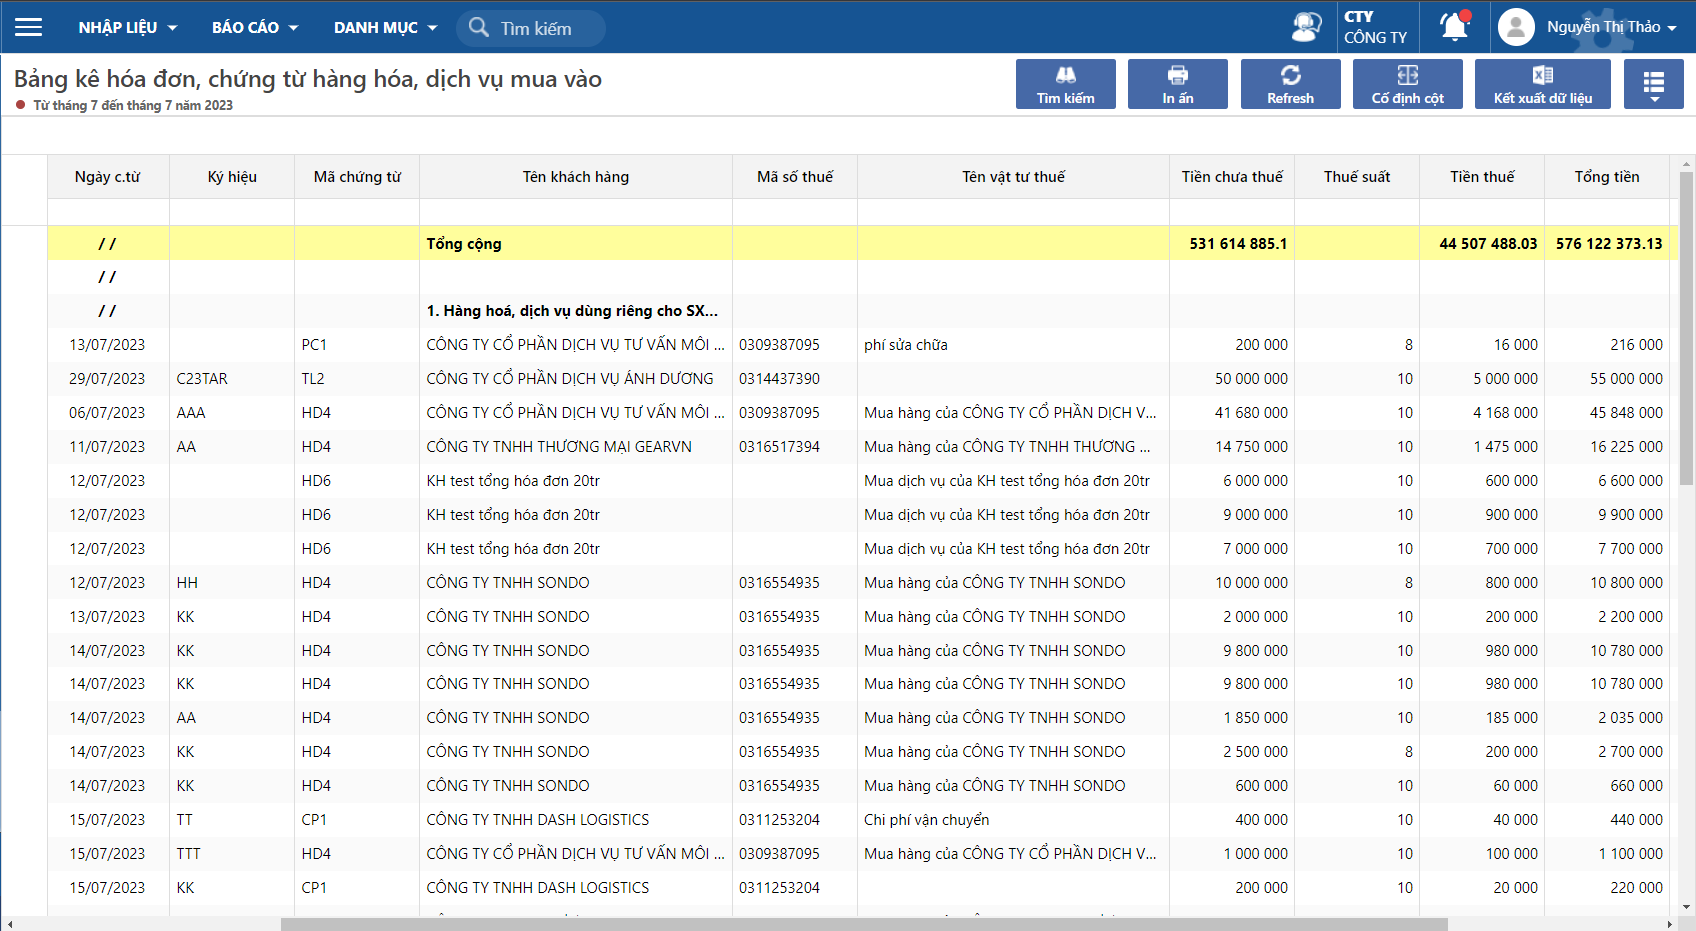 NHẬP LIỆU BÁO CÁO DANH MỤC Tìm kiếm CTY CÔNG TY Nguyễn Thị Thảo
Bảng kê hóa đơn, chứng từ hàng hóa, dịch vụ mua vào
Từ tháng 7 đến tháng 7 năm 2023
Tìm kiếm In ấn Refresh Cố định cột Kết xuất dữ liệu
Ngày c.từ Ký hiệu Mã chứng từ Tên khách hàng Mã số thuế Tên vật tư thuế Tiền chưa thuế Thuế suất Tiền thuế Tổng tiền
/ / Tổng cộng 531 614 885.1 44 507 488.03 576 122 373.13
/ /
/ / 1. Hàng hoá, dịch vụ dùng riêng cho SX...
13/07/2023 PC1 CÔNG TY CỔ PHẦN DỊCH VỤ TƯ VẤN MÔI ... 0309387095 phí sửa chữa 200 000 8 16 000 216 000
29/07/2023 C23TAR TL2 CÔNG TY CỔ PHẦN DỊCH VỤ ÁNH DƯƠNG 0314437390 50 000 000 10 5 000 000 55 000 000
06/07/2023 AAA HD4 CÔNG TY CỔ PHẦN DỊCH VỤ TƯ VẤN MÔI ... 0309387095 Mua hàng của CÔNG TY CỔ PHẦN DỊCH V... 41 680 000 10 4 168 000 45 848 000
11/07/2023 AA HD4 CÔNG TY TNHH THƯƠNG MẠI GEARVN 0316517394 Mua hàng của CÔNG TY TNHH THƯƠNG ... 14 750 000 10 1 475 000 16 225 000
12/07/2023 HD6 KH test tổng hóa đơn 20tr Mua dịch vụ của KH test tổng hóa đơn 20tr 6 000 000 10 600 000 6 600 000
12/07/2023 HD6 KH test tổng hóa đơn 20tr Mua dịch vụ của KH test tổng hóa đơn 20tr 9 000 000 10 900 000 9 900 000
12/07/2023 HD6 KH test tổng hóa đơn 20tr Mua dịch vụ của KH test tổng hóa đơn 20tr 7 000 000 10 700 000 7 700 000
12/07/2023 HH HD4 CÔNG TY TNHH SONDO 0316554935 Mua hàng của CÔNG TY TNHH SONDO 10 000 000 8 800 000 10 800 000
13/07/2023 KK HD4 CÔNG TY TNHH SONDO 0316554935 Mua hàng của CÔNG TY TNHH SONDO 2 000 000 10 200 000 2 200 000
14/07/2023 KK HD4 CÔNG TY TNHH SONDO 0316554935 Mua hàng của CÔNG TY TNHH SONDO 9 800 000 10 980 000 10 780 000
14/07/2023 KK HD4 CÔNG TY TNHH SONDO 0316554935 Mua hàng của CÔNG TY TNHH SONDO 9 800 000 10 980 000 10 780 000
14/07/2023 AA HD4 CÔNG TY TNHH SONDO 0316554935 Mua hàng của CÔNG TY TNHH SONDO 1 850 000 10 185 000 2 035 000
14/07/2023 KK HD4 CÔNG TY TNHH SONDO 0316554935 Mua hàng của CÔNG TY TNHH SONDO 2 500 000 8 200 000 2 700 000
14/07/2023 KK HD4 CÔNG TY TNHH SONDO 0316554935 Mua hàng của CÔNG TY TNHH SONDO 600 000 10 60 000 660 000
15/07/2023 TT CP1 CÔNG TY TNHH DASH LOGISTICS 0311253204 Chi phí vận chuyển 400 000 10 40 000 440 000
15/07/2023 TTT HD4 CÔNG TY CỔ PHẦN DỊCH VỤ TƯ VẤN MÔI ... 0309387095 Mua hàng của CÔNG TY CỔ PHẦN DỊCH V... 1 000 000 10 100 000 1 100 000
15/07/2023 KK CP1 CÔNG TY TNHH DASH LOGISTICS 0311253204 200 000 10 20 000 220 000